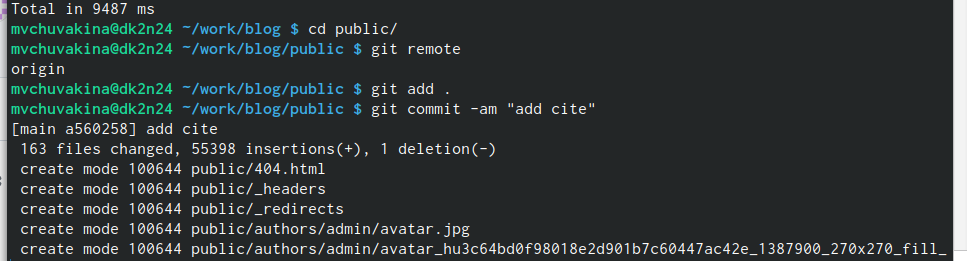 Total in 9487 ms
mvchuvakina@dk2n24 ~/work/blog $ cd public/
mvchuvakina@dk2n24 ~/work/blog/public $ git remote
origin
mvchuvakina@dk2n24 ~/work/blog/public $ git add .
mvchuvakina@dk2n24 ~/work/blog/public $ git commit -am "add cite"
[main a560258] add cite
 163 files changed, 55398 insertions(+), 1 deletion(-)
 create mode 100644 public/404.html
 create mode 100644 public/_headers
 create mode 100644 public/_redirects
 create mode 100644 public/authors/admin/avatar.jpg
 create mode 100644 public/authors/admin/avatar_hu3c64bd0f98018e2d901b7c60447ac42e_1387900_270x270_fill_